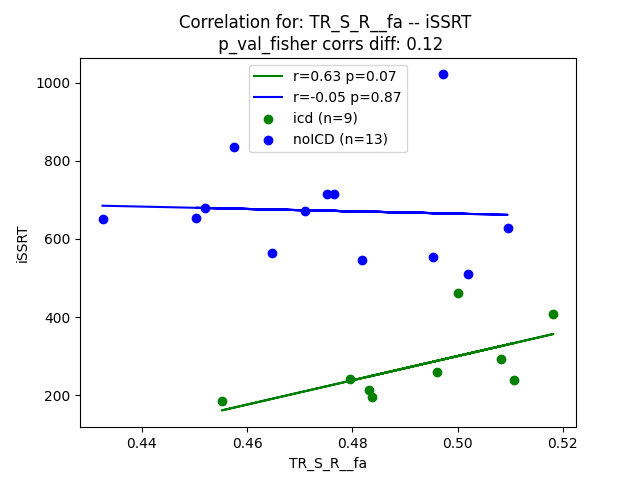 Correlation for: TR_S_R__fa -- iSSRT
p_val_fisher corrs diff: 0.12
r=0.63 p=0.07
r=-0.05 p=0.87
icd (n=9)
noICD (n=13)
1000
800
600
400
200
iSSRT
0.44 0.46 0.48 0.50 0.52
TR_S_R__fa